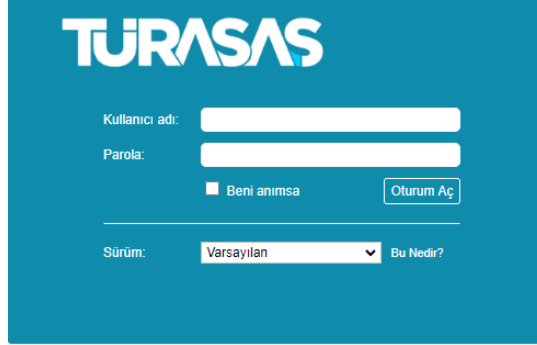 TÜRASAŞ
Kullanıcı adı:
Parola:
Beni anımsa Oturum Aç
Sürüm: Varsayılan Bu Nedir?